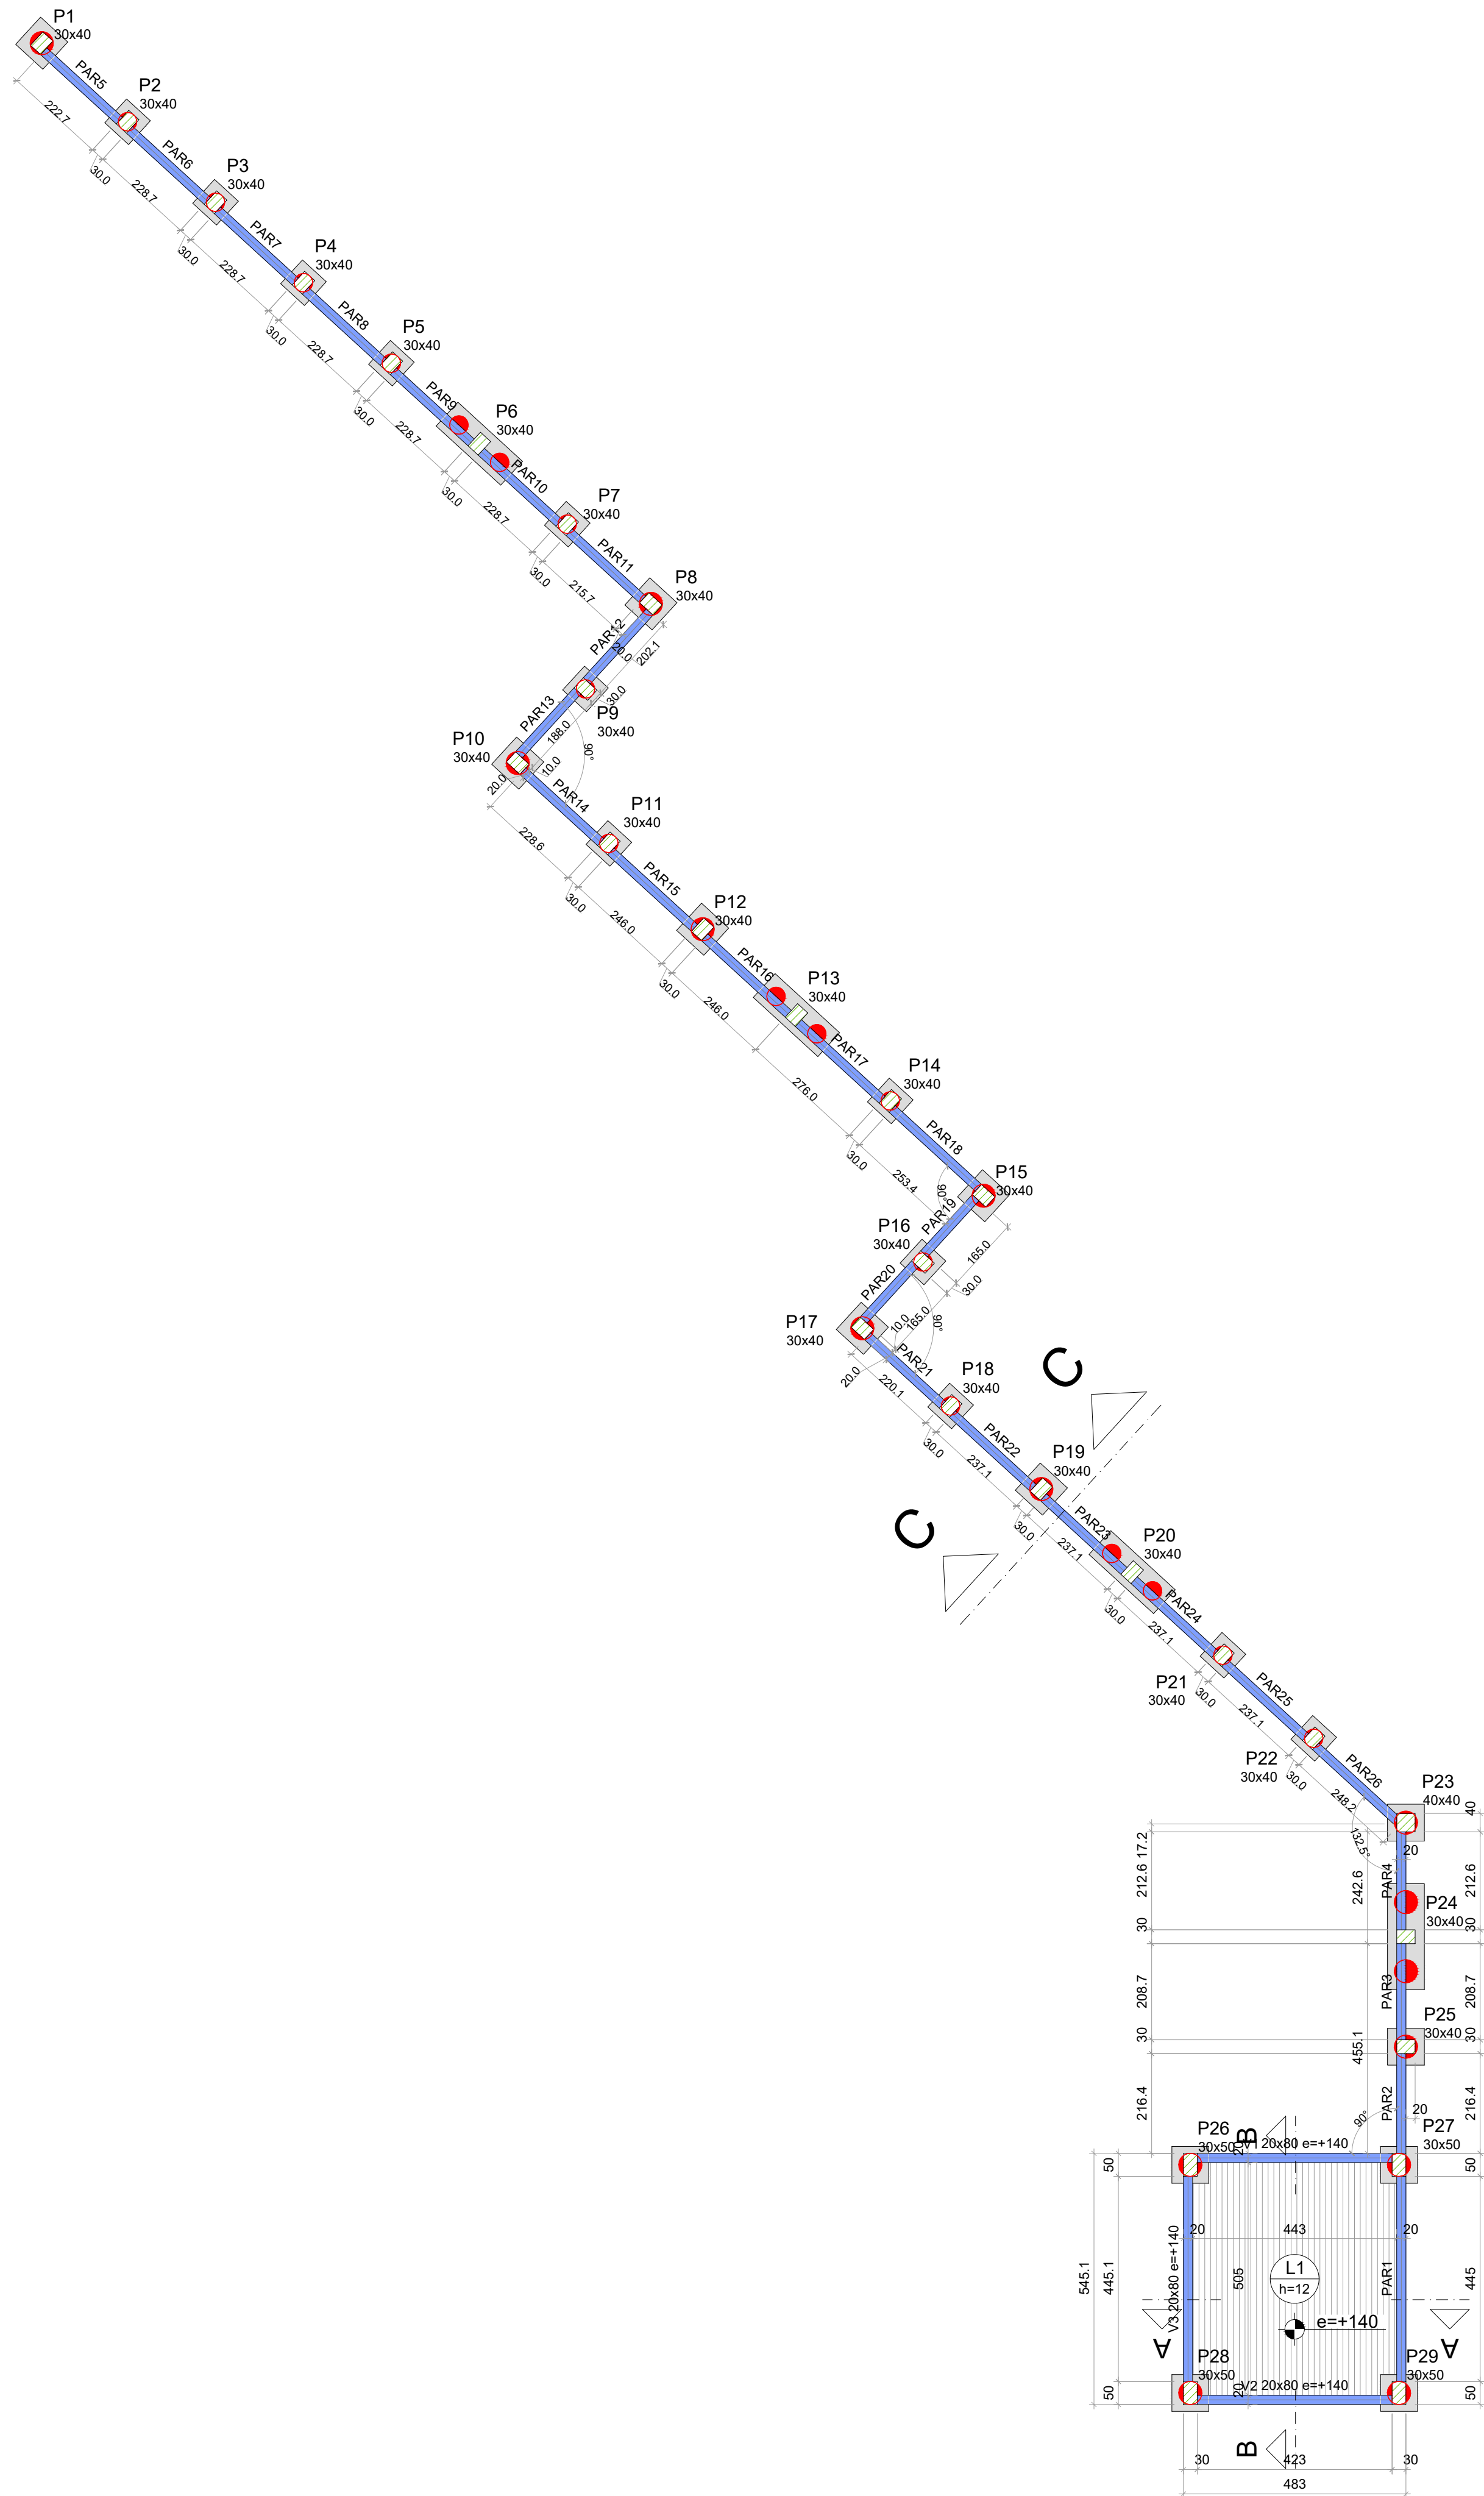 P1
30x40
PAR5
222.7
P2
30x40
30.0
PAR6
228.7
P3
30x40
30.0
PAR7
228.7
P4
30x40
30.0
PAR8
228.7
P5
30x40
30.0
PAR9
228.7
P6
30x40
30.0
PAR10
228.7
P7
30x40
30.0
PAR11
215.7
P8
30x40
PAR12
20.0
202.1
30.0
P9
30x40
PAR13
188.0
90°
P10
30x40
10.0
20.0
PAR14
228.6
P11
30x40
30.0
PAR15
246.0
P12
30x40
30.0
PAR16
246.0
P13
30x40
PAR17
276.0
P14
30x40
30.0
PAR18
253.4
P15
30x40
90°
PAR19
165.0
P16
30x40
30.0
PAR20
165.0
10.0
90°
P17
30x40
20.0
PAR21
220.1
P18
30x40
30.0
C
PAR22
237.1
P19
30x40
30.0
C
PAR23
237.1
P20
30x40
30.0
PAR24
237.1
P21
30x40
30.0
PAR25
237.1
P22
30x40
30.0
PAR26
248.2
P23
40x40
40
132.5°
17.2
20
212.6
242.6
PAR4
212.6
P24
30x40
30
30
208.7
PAR3
208.7
P25
30x40
30
30
455.1
216.4
PAR2
216.4
20
90°
P26
30x50
B
V1 20x80 e=+140
20
P27
30x50
50
50
20
443
20
V3 20x80 e=+140
545.1
445.1
505
L1
h=12
PAR1
445
e=+140
A
A
P28
30x50
P29
30x50
50
20
V2 20x80 e=+140
50
B
30
423
30
483